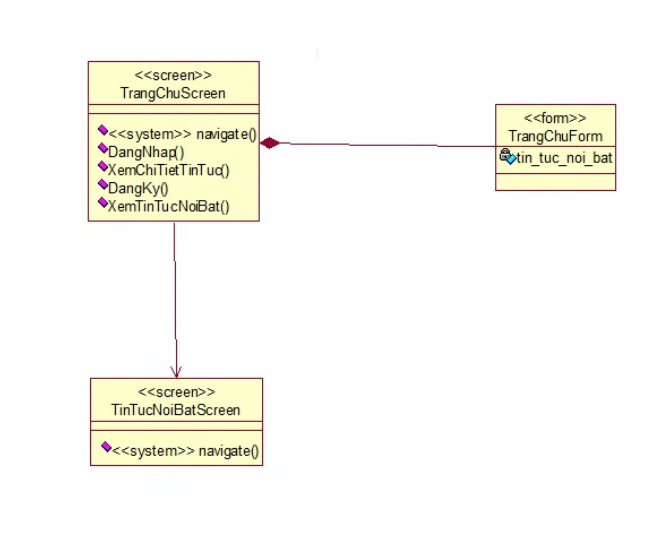 <<screen>>
TrangChuScreen
<<system>> navigate()
DangNhap()
XemChiTietTinTuc()
DangKy()
XemTinTucNoiBat()
<<form>>
TrangChuForm
tin_tuc_noi_bat
<<screen>>
TinTucNoiBatScreen
<<system>> navigate()